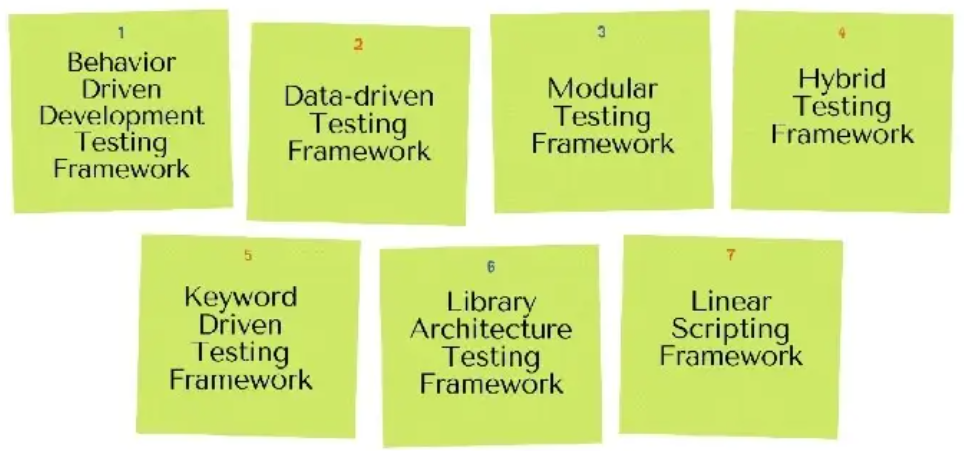 1
Behavior
Driven
Development
Testing
Framework
2
Data-driven
Testing
Framework
3
Modular
Testing
Framework
4
Hybrid
Testing
Framework
5
Keyword
Driven
Testing
Framework
6
Library
Architecture
Testing
Framework
7
Linear
Scripting
Framework